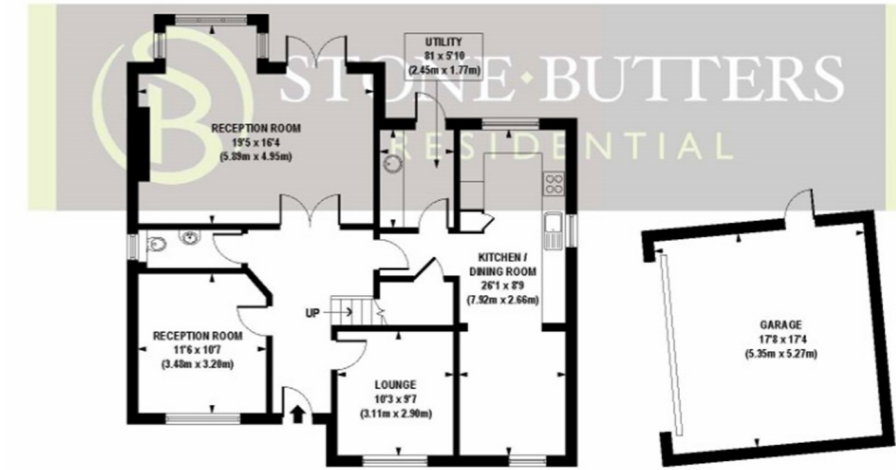 STONE·BUTTERS
RESIDENTIAL
UTILITY
81 x 5'10
(2.45m x 1.77m)
RECEPTION ROOM
19'5 x 16'4
(5.89m x 4.95m)
KITCHEN /
DINING ROOM
26'1 x 8'9
(7.92m x 2.66m)
UP
RECEPTION ROOM
11'6 x 10'7
(3.48m x 3.20m)
LOUNGE
10'3 x 9'7
(3.11m x 2.90m)
GARAGE
17'8 x 17'4
(5.35m x 5.27m)